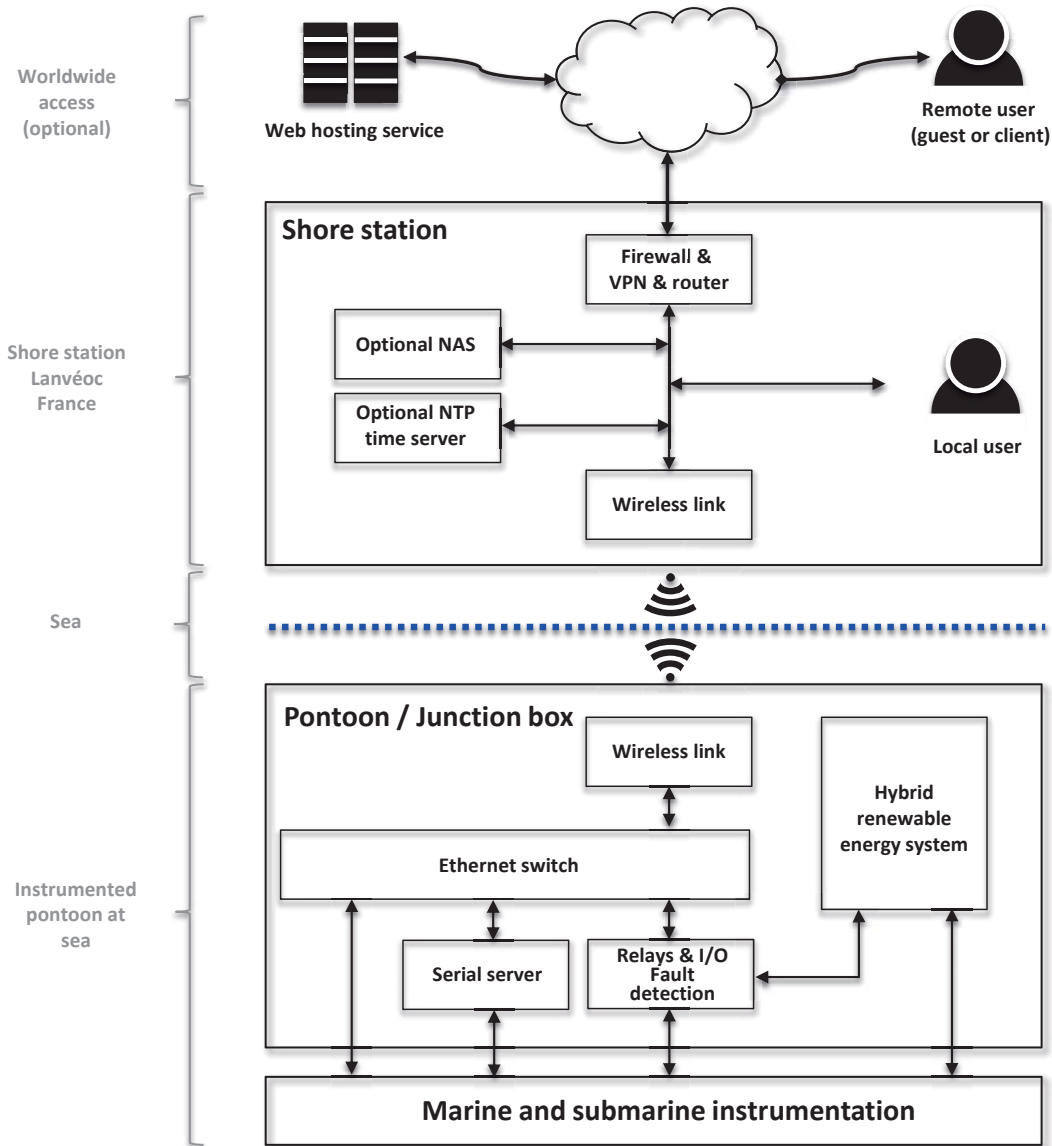 Worldwide
access
(optional)
Web hosting service
Remote user
(guest or client)
Shore station
Lanvéoc
France
Shore station
Firewall &
VPN & router
Optional NAS
Optional NTP
time server
Local user
Wireless link
Sea
Instrumented
pontoon at
sea
Pontoon / Junction box
Wireless link
Hybrid
renewable
energy system
Ethernet switch
Serial server
Relays & I/O
Fault
detection
Marine and submarine instrumentation